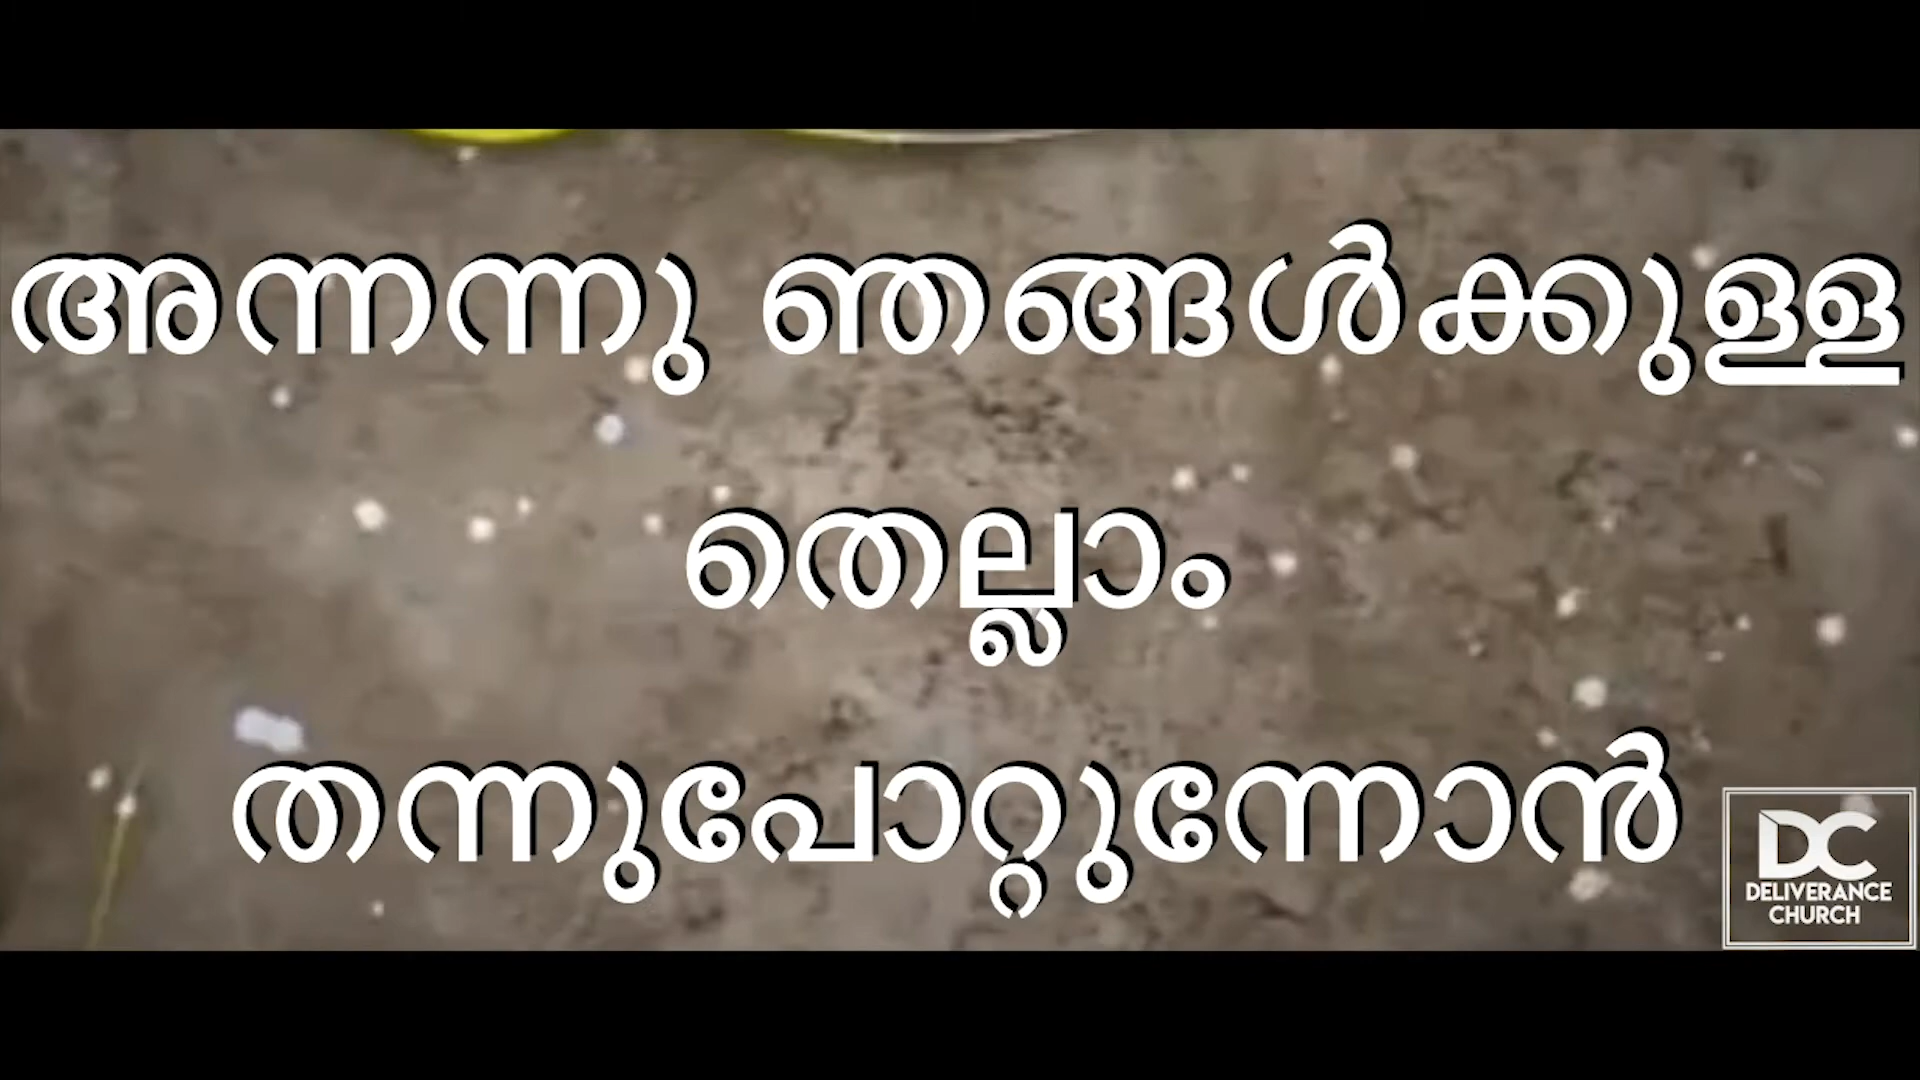 അന്നന്നു ഞങ്ങൾക്കുള്ള
തെല്ലാം
തന്നുപോറ്റുന്നോൻ
DC
DELIVERANCE
CHURCH